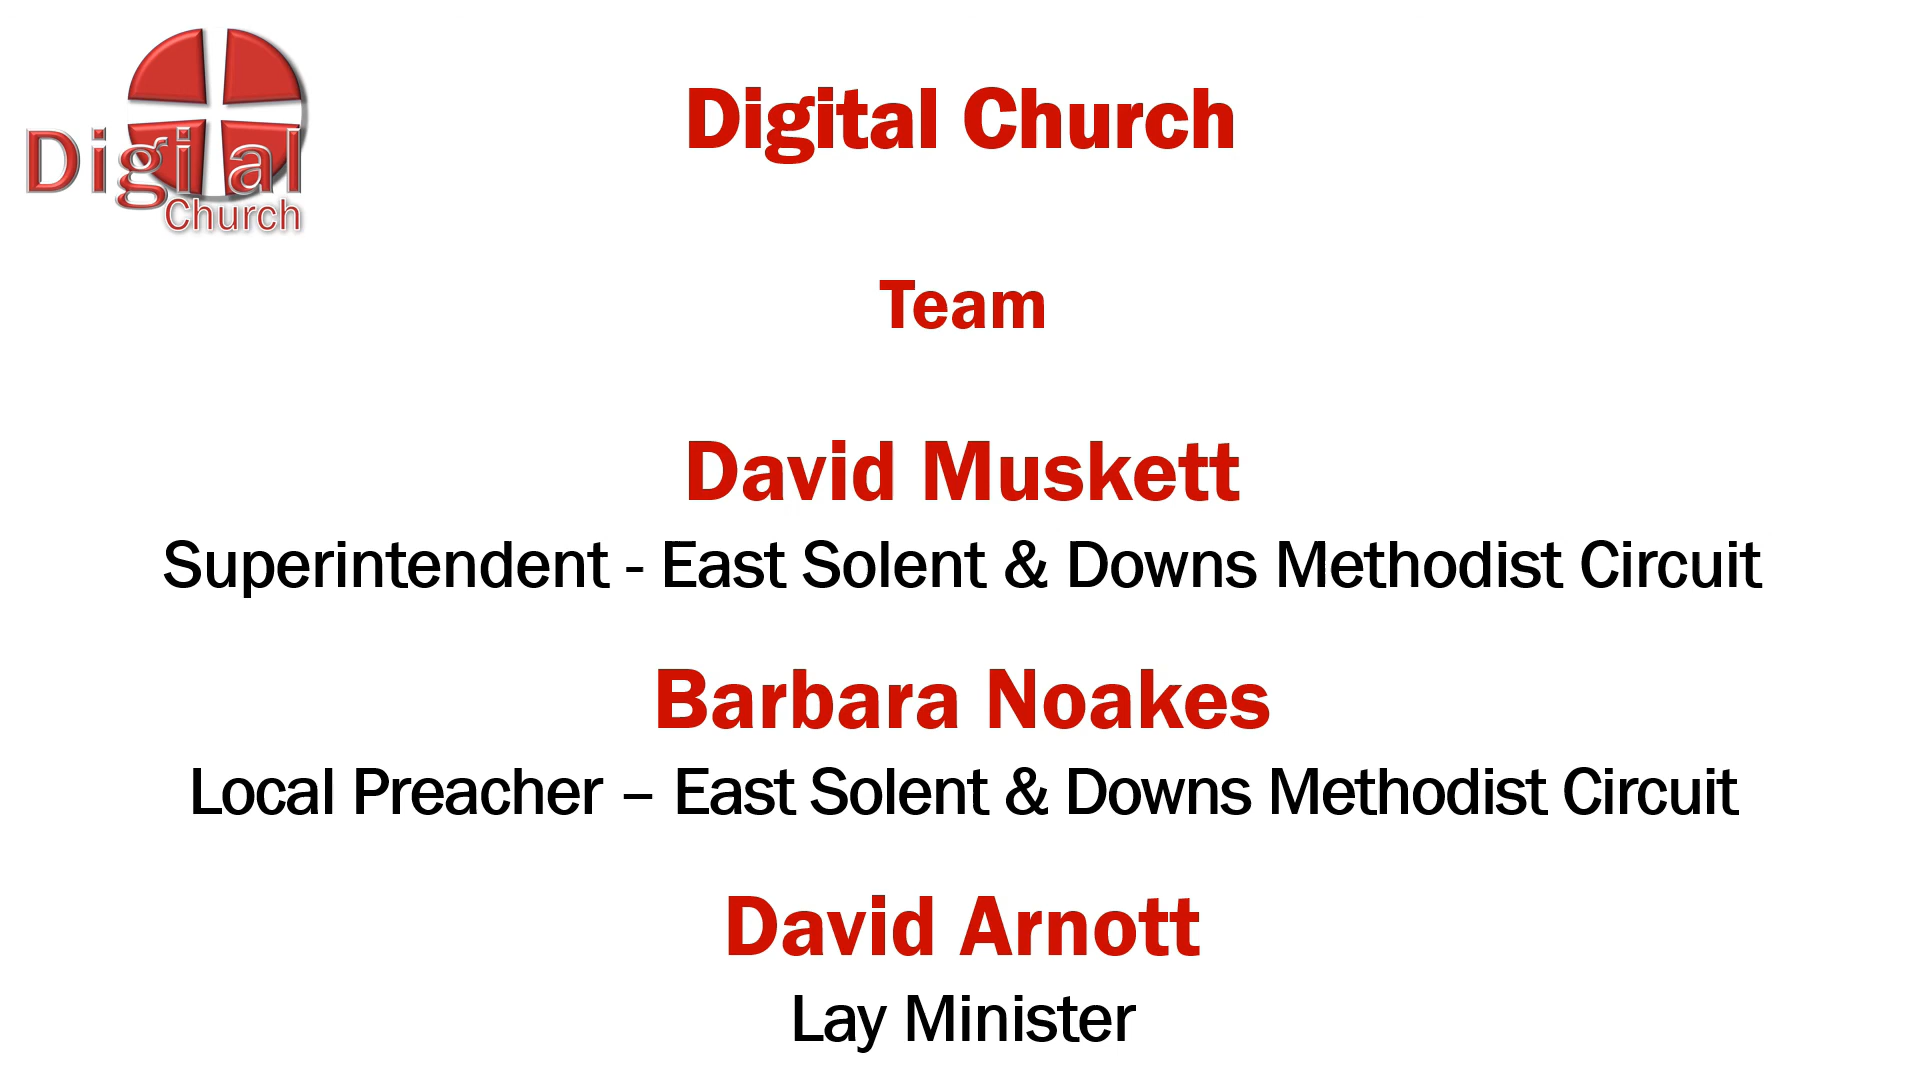 Digital
Church
Digital Church
Team
David Muskett
Superintendent - East Solent & Downs Methodist Circuit
Barbara Noakes
Local Preacher – East Solent & Downs Methodist Circuit
David Arnott
Lay Minister